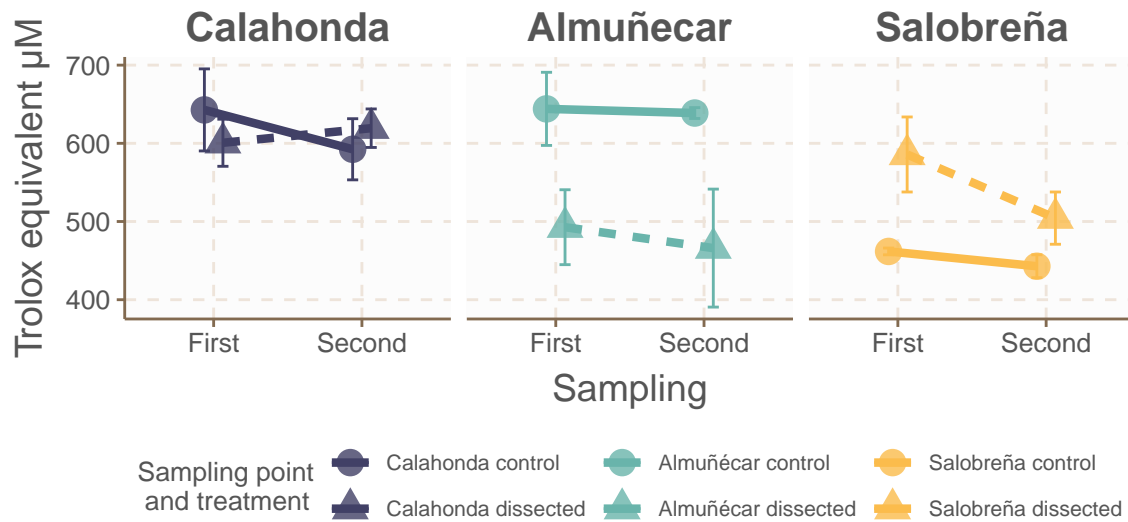 Calahonda
Almuñecar
Salobreña
Trolox equivalent µM
700
600
500
400
First
Second
First
Second
First
Second
Sampling
Sampling point
and treatment
Calahonda control
Almuñécar control
Salobreña control
Calahonda dissected
Almuñécar dissected
Salobreña dissected